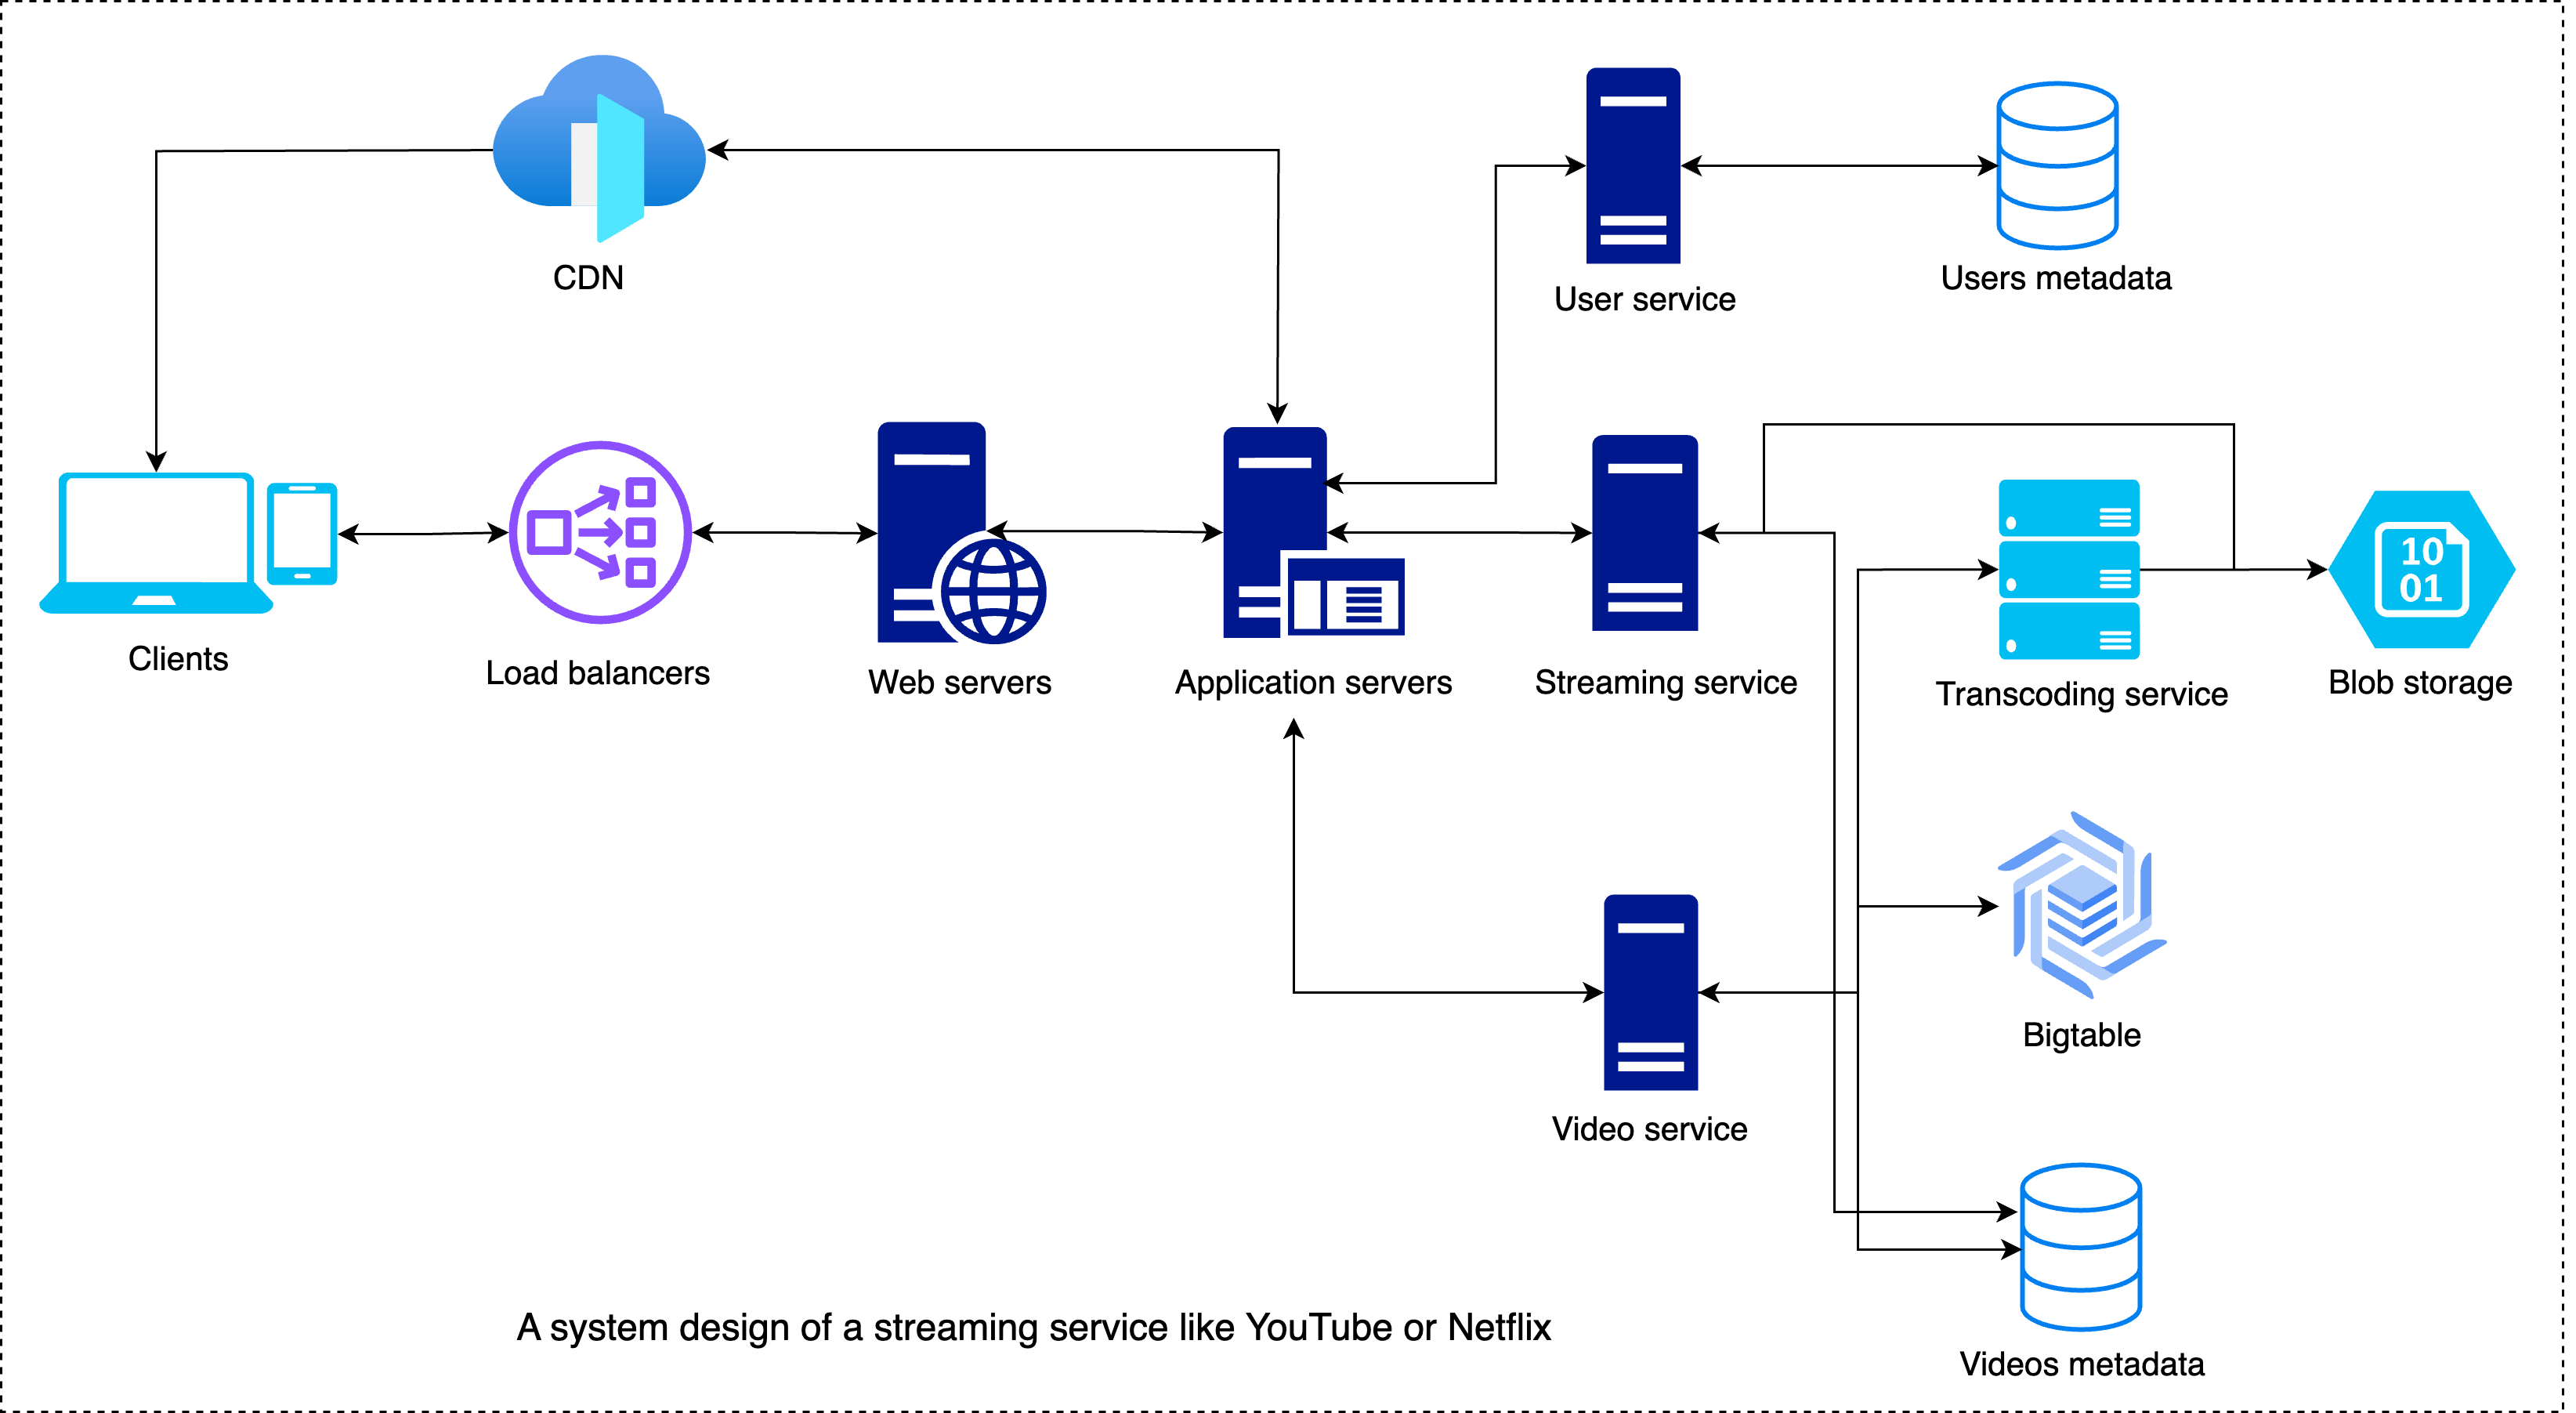 CDN
User service
Users metadata
Clients
Load balancers
Web servers
Application servers
Streaming service
Transcoding service
10
01
Blob storage
Bigtable
Video service
A system design of a streaming service like YouTube or Netflix
Videos metadata